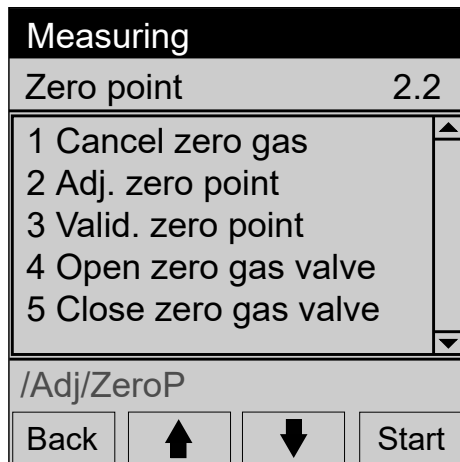 Measuring
Zero point 2.2
1 Cancel zero gas
2 Adj. zero point
3 Valid. zero point
4 Open zero gas valve
5 Close zero gas valve
/Adj/ZeroP
Back Start